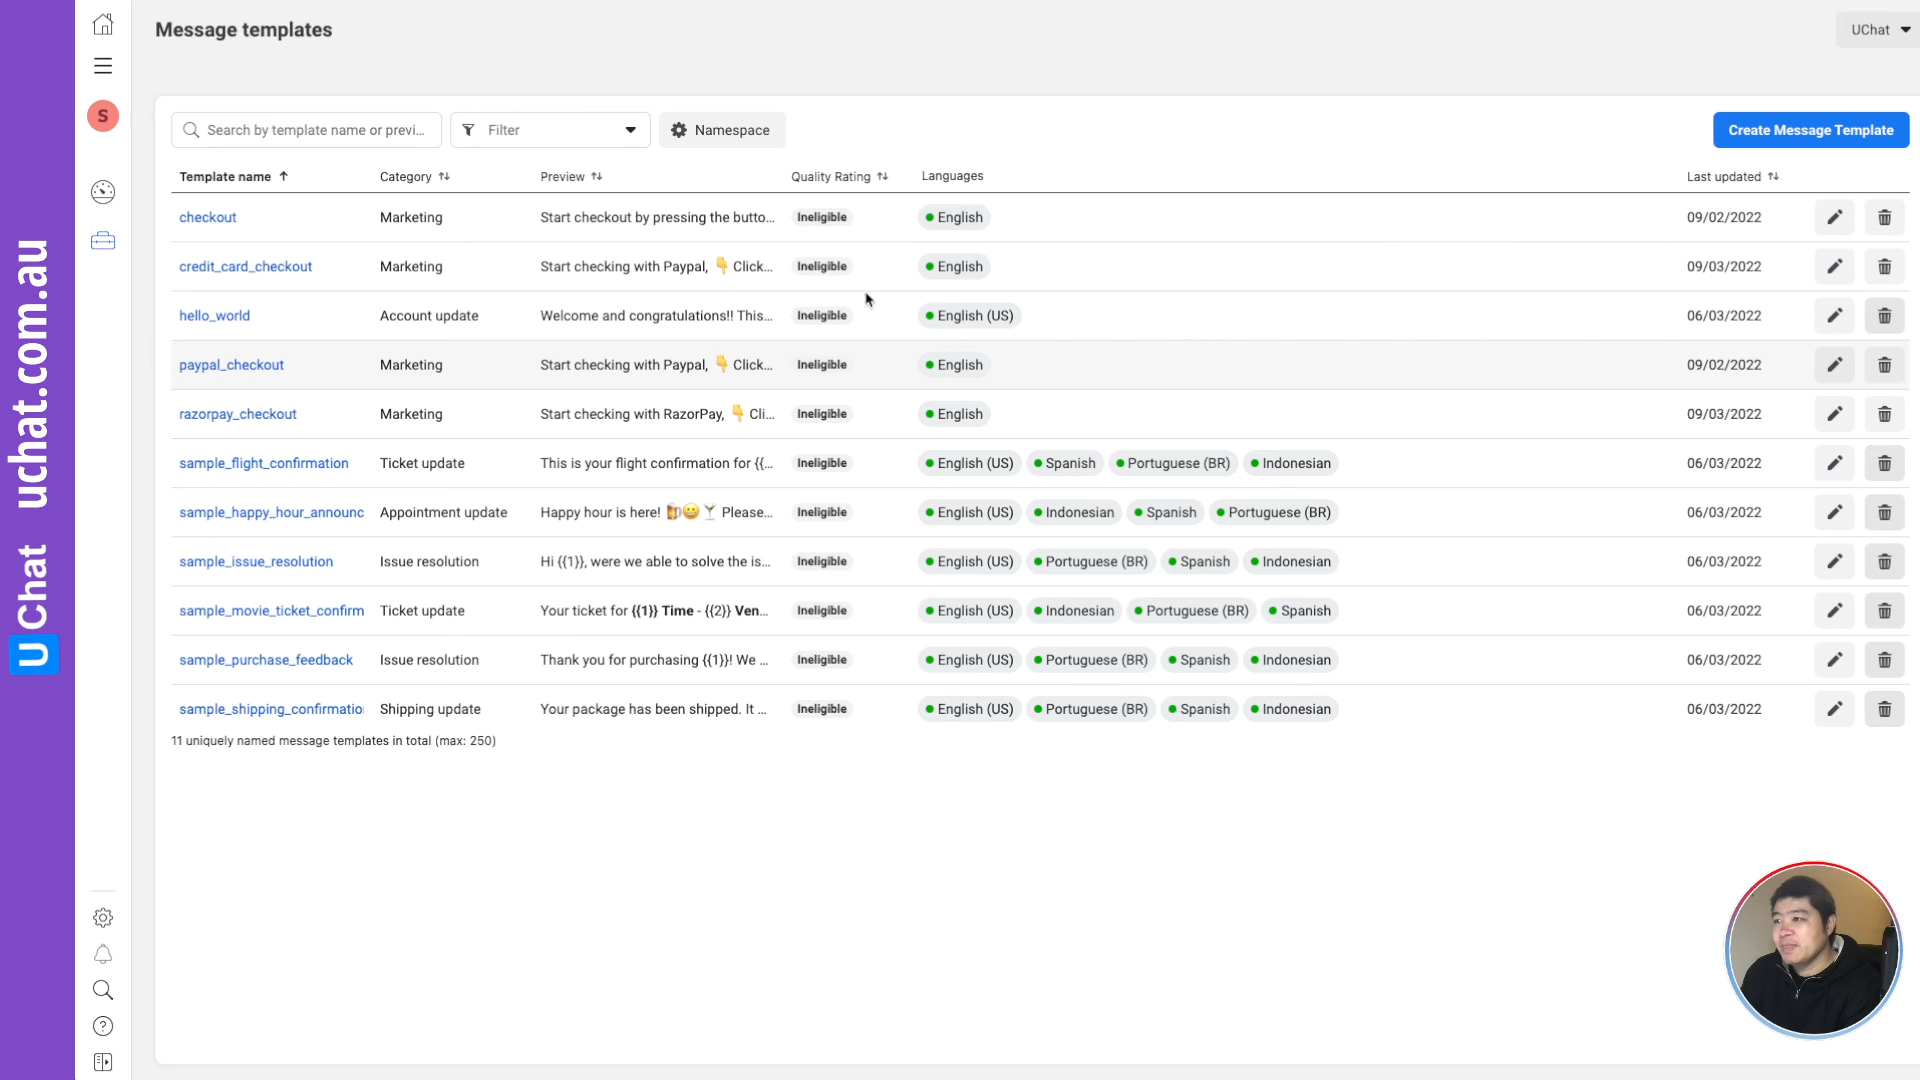 Message templates
UChat
UChat uchat.com.au
S
Search by template name or previ...
Filter
Namespace
Create Message Template
Template name Category Preview Quality Rating Languages Last updated
checkout Marketing Start checkout by pressing the butto... Ineligible English 09/02/2022
credit_card_checkout Marketing Start checking with Paypal, 👇 Click... Ineligible English 09/03/2022
hello_world Account update Welcome and congratulations!! This... Ineligible English (US) 06/03/2022
paypal_checkout Marketing Start checking with Paypal, 👇 Click... Ineligible English 09/02/2022
razorpay_checkout Marketing Start checking with RazorPay, 👇 Cli... Ineligible English 09/03/2022
sample_flight_confirmation Ticket update This is your flight confirmation for {{... Ineligible English (US) Spanish Portuguese (BR) Indonesian 06/03/2022
sample_happy_hour_announc Appointment update Happy hour is here! 🍺😀🍸 Please... Ineligible English (US) Indonesian Spanish Portuguese (BR) 06/03/2022
sample_issue_resolution Issue resolution Hi {{1}}, were we able to solve the is... Ineligible English (US) Portuguese (BR) Spanish Indonesian 06/03/2022
sample_movie_ticket_confirm Ticket update Your ticket for {{1}} Time - {{2}} Ven... Ineligible English (US) Indonesian Portuguese (BR) Spanish 06/03/2022
sample_purchase_feedback Issue resolution Thank you for purchasing {{1}}! We ... Ineligible English (US) Portuguese (BR) Spanish Indonesian 06/03/2022
sample_shipping_confirmatio Shipping update Your package has been shipped. It ... Ineligible English (US) Portuguese (BR) Spanish Indonesian 06/03/2022
11 uniquely named message templates in total (max: 250)